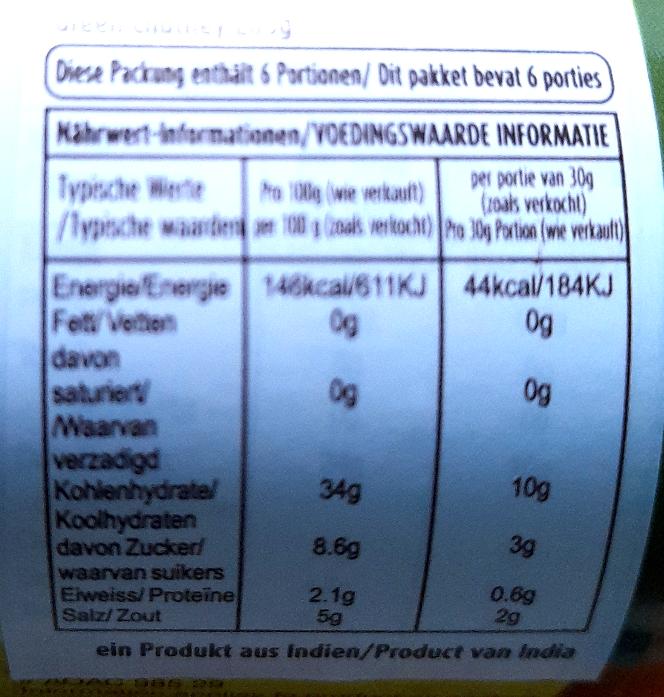 Green
Diese Packung enthält 6 Portionen/ Dit pakket bevat 6 porties
Nährwert-informationen/VOEDINGSWAARDE INFORMATIE
Typische Werte
/Typische waarden
Pro 100g (wie verkauft)
per 100 g (zoals verkocht)
per portie van 30g
(zoals verkocht)
Pro 30g Portion (wie verkauft)
Energie/Energie 146kcal/611KJ 44kcal/184KJ
Fett/ Vetten 0g 0g
davon
saturiert/ 0g 0g
/Waarvan
verzadigd
Kohlenhydrate/ 34g 10g
Koolhydraten
davon Zucker/ 8.6g 3g
waarvan suikers
Eiweiss/ Proteïne 2.1g 0.6g
Salz/ Zout 5g 2g
ein Produkt aus Indien/Product van India